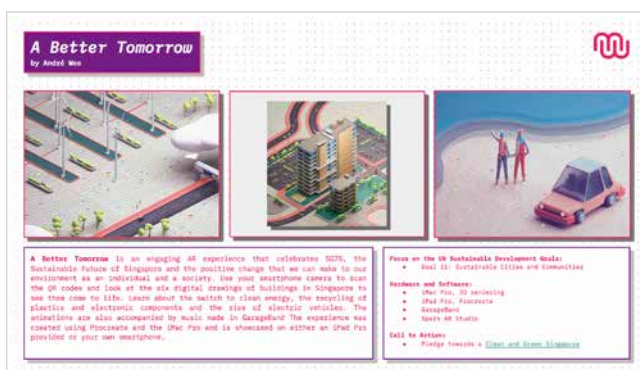 A Better Tomorrow
by André Wee
A Better Tomorrow is an engaging AR experience that celebrates SG75, the
Sustainable Future of Singapore and the positive change that we can make to our
environment as an individual and a society. Use your smartphone camera to scan
the QR codes and look at the six digital drawings of buildings in Singapore to
see them come to life. Learn about the switch to clean energy, the recycling of
plastics and electronic components and the rise of electric vehicles. The
animations are also accompanied by music made in GarageBand The experience was
created using Procreate and the iMac Pro and is showcased on either an iPad Pro
provided or your own smartphone.
Focus on the UN Sustainable Development Goals:
● Goal 11: Sustainable Cities and Communities
Hardware and Software:
● iMac Pro, 3D rendering
● iPad Pro, Procreate
● GarageBand
● Spark AR Studio
Call to Action:
● Pledge towards a Clean and Green Singapore